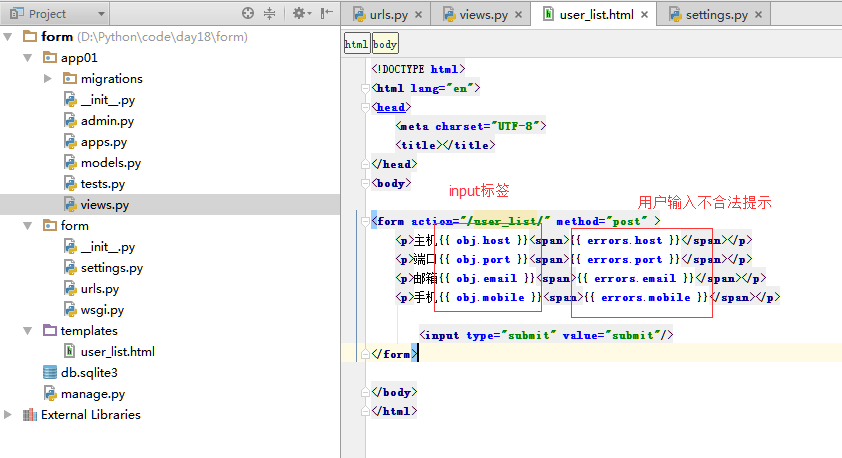 Project
form (D:\Python\code\day18\form)
app01
migrations
__init__.py
admin.py
apps.py
models.py
tests.py
views.py
form
__init__.py
settings.py
urls.py
wsgi.py
templates
user_list.html
db.sqlite3
manage.py
External Libraries
urls.py
views.py
user_list.html
settings.py
html body
<!DOCTYPE html>
<html lang="en">
<head>
<meta charset="UTF-8">
<title></title>
</head>
<body>
input标签
用户输入不合法提示
<form action="/user_list/" method="post" >
<p>主机{{ obj.host }}<span>{{ errors.host }}</span></p>
<p>端口{{ obj.port }}<span>{{ errors.port }}</span></p>
<p>邮箱{{ obj.email }}<span>{{ errors.email }}</span></p>
<p>手机{{ obj.mobile }}<span>{{ errors.mobile }}</span></p>
<input type="submit" value="submit"/>
</form>
</body>
</html>